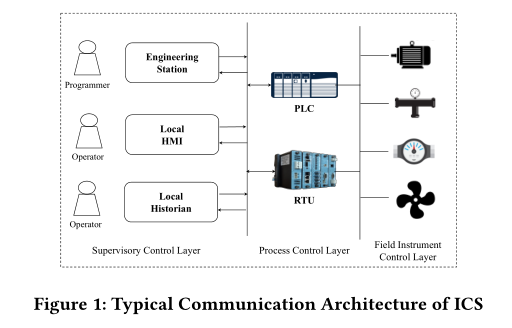 Programmer
Engineering
Station
PLC
Operator
Local
HMI
RTU
Operator
Local
Historian
Supervisory Control Layer
Process Control Layer
Field Instrument
Control Layer
Figure 1: Typical Communication Architecture of ICS